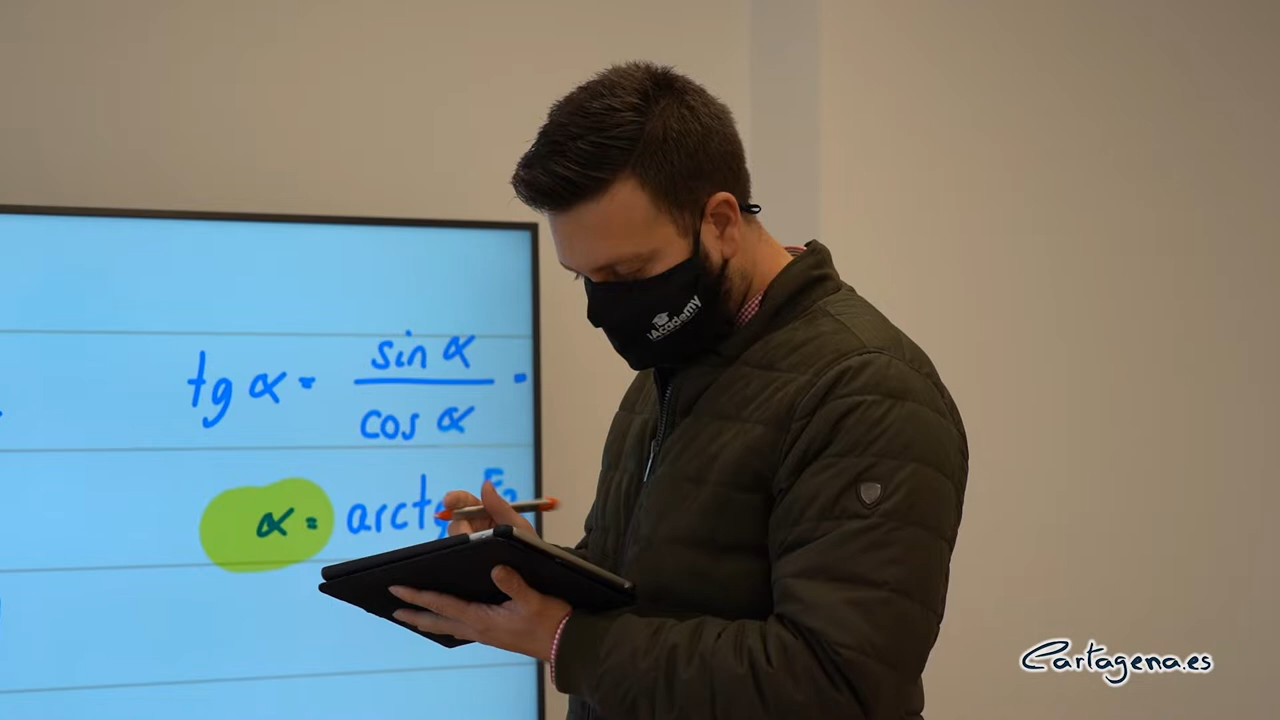 tg α = sin α / cos α =
α = arctg
iAcademy
Cartagena.es